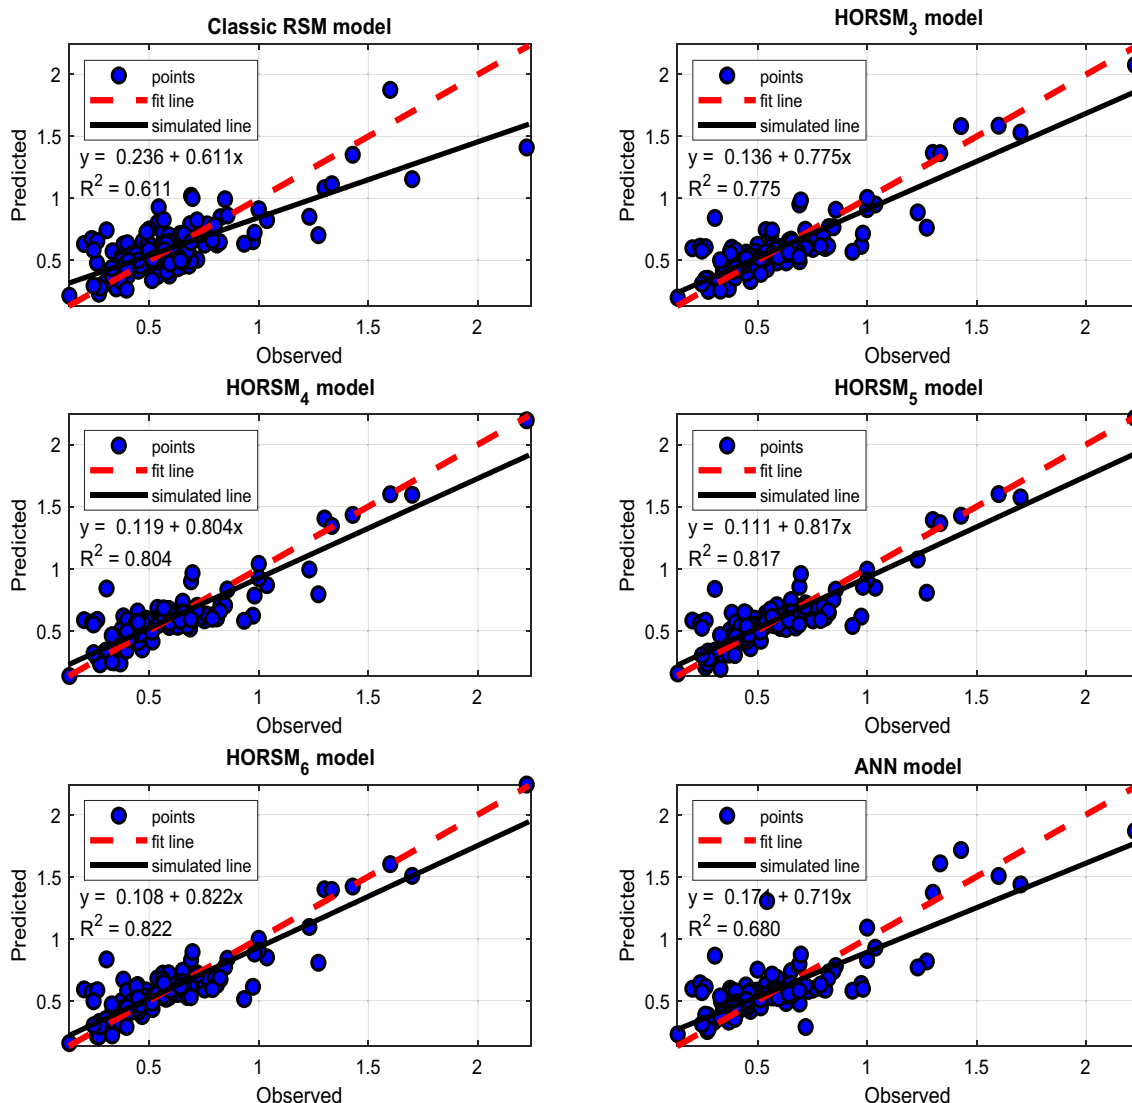 Classic RSM model
points
fit line
simulated line
y = 0.236 + 0.611x
R² = 0.611
Predicted
2
1.5
1
0.5
0.5 1 1.5 2
Observed
HORSM₃ model
points
fit line
simulated line
y = 0.136 + 0.775x
R² = 0.775
Predicted
2
1.5
1
0.5
0.5 1 1.5 2
Observed
HORSM₄ model
points
fit line
simulated line
y = 0.119 + 0.804x
R² = 0.804
Predicted
2
1.5
1
0.5
0.5 1 1.5 2
Observed
HORSM₅ model
points
fit line
simulated line
y = 0.111 + 0.817x
R² = 0.817
Predicted
2
1.5
1
0.5
0.5 1 1.5 2
Observed
HORSM₆ model
points
fit line
simulated line
y = 0.108 + 0.822x
R² = 0.822
Predicted
2
1.5
1
0.5
0.5 1 1.5 2
Observed
ANN model
points
fit line
simulated line
y = 0.174 + 0.719x
R² = 0.680
Predicted
2
1.5
1
0.5
0.5 1 1.5 2
Observed